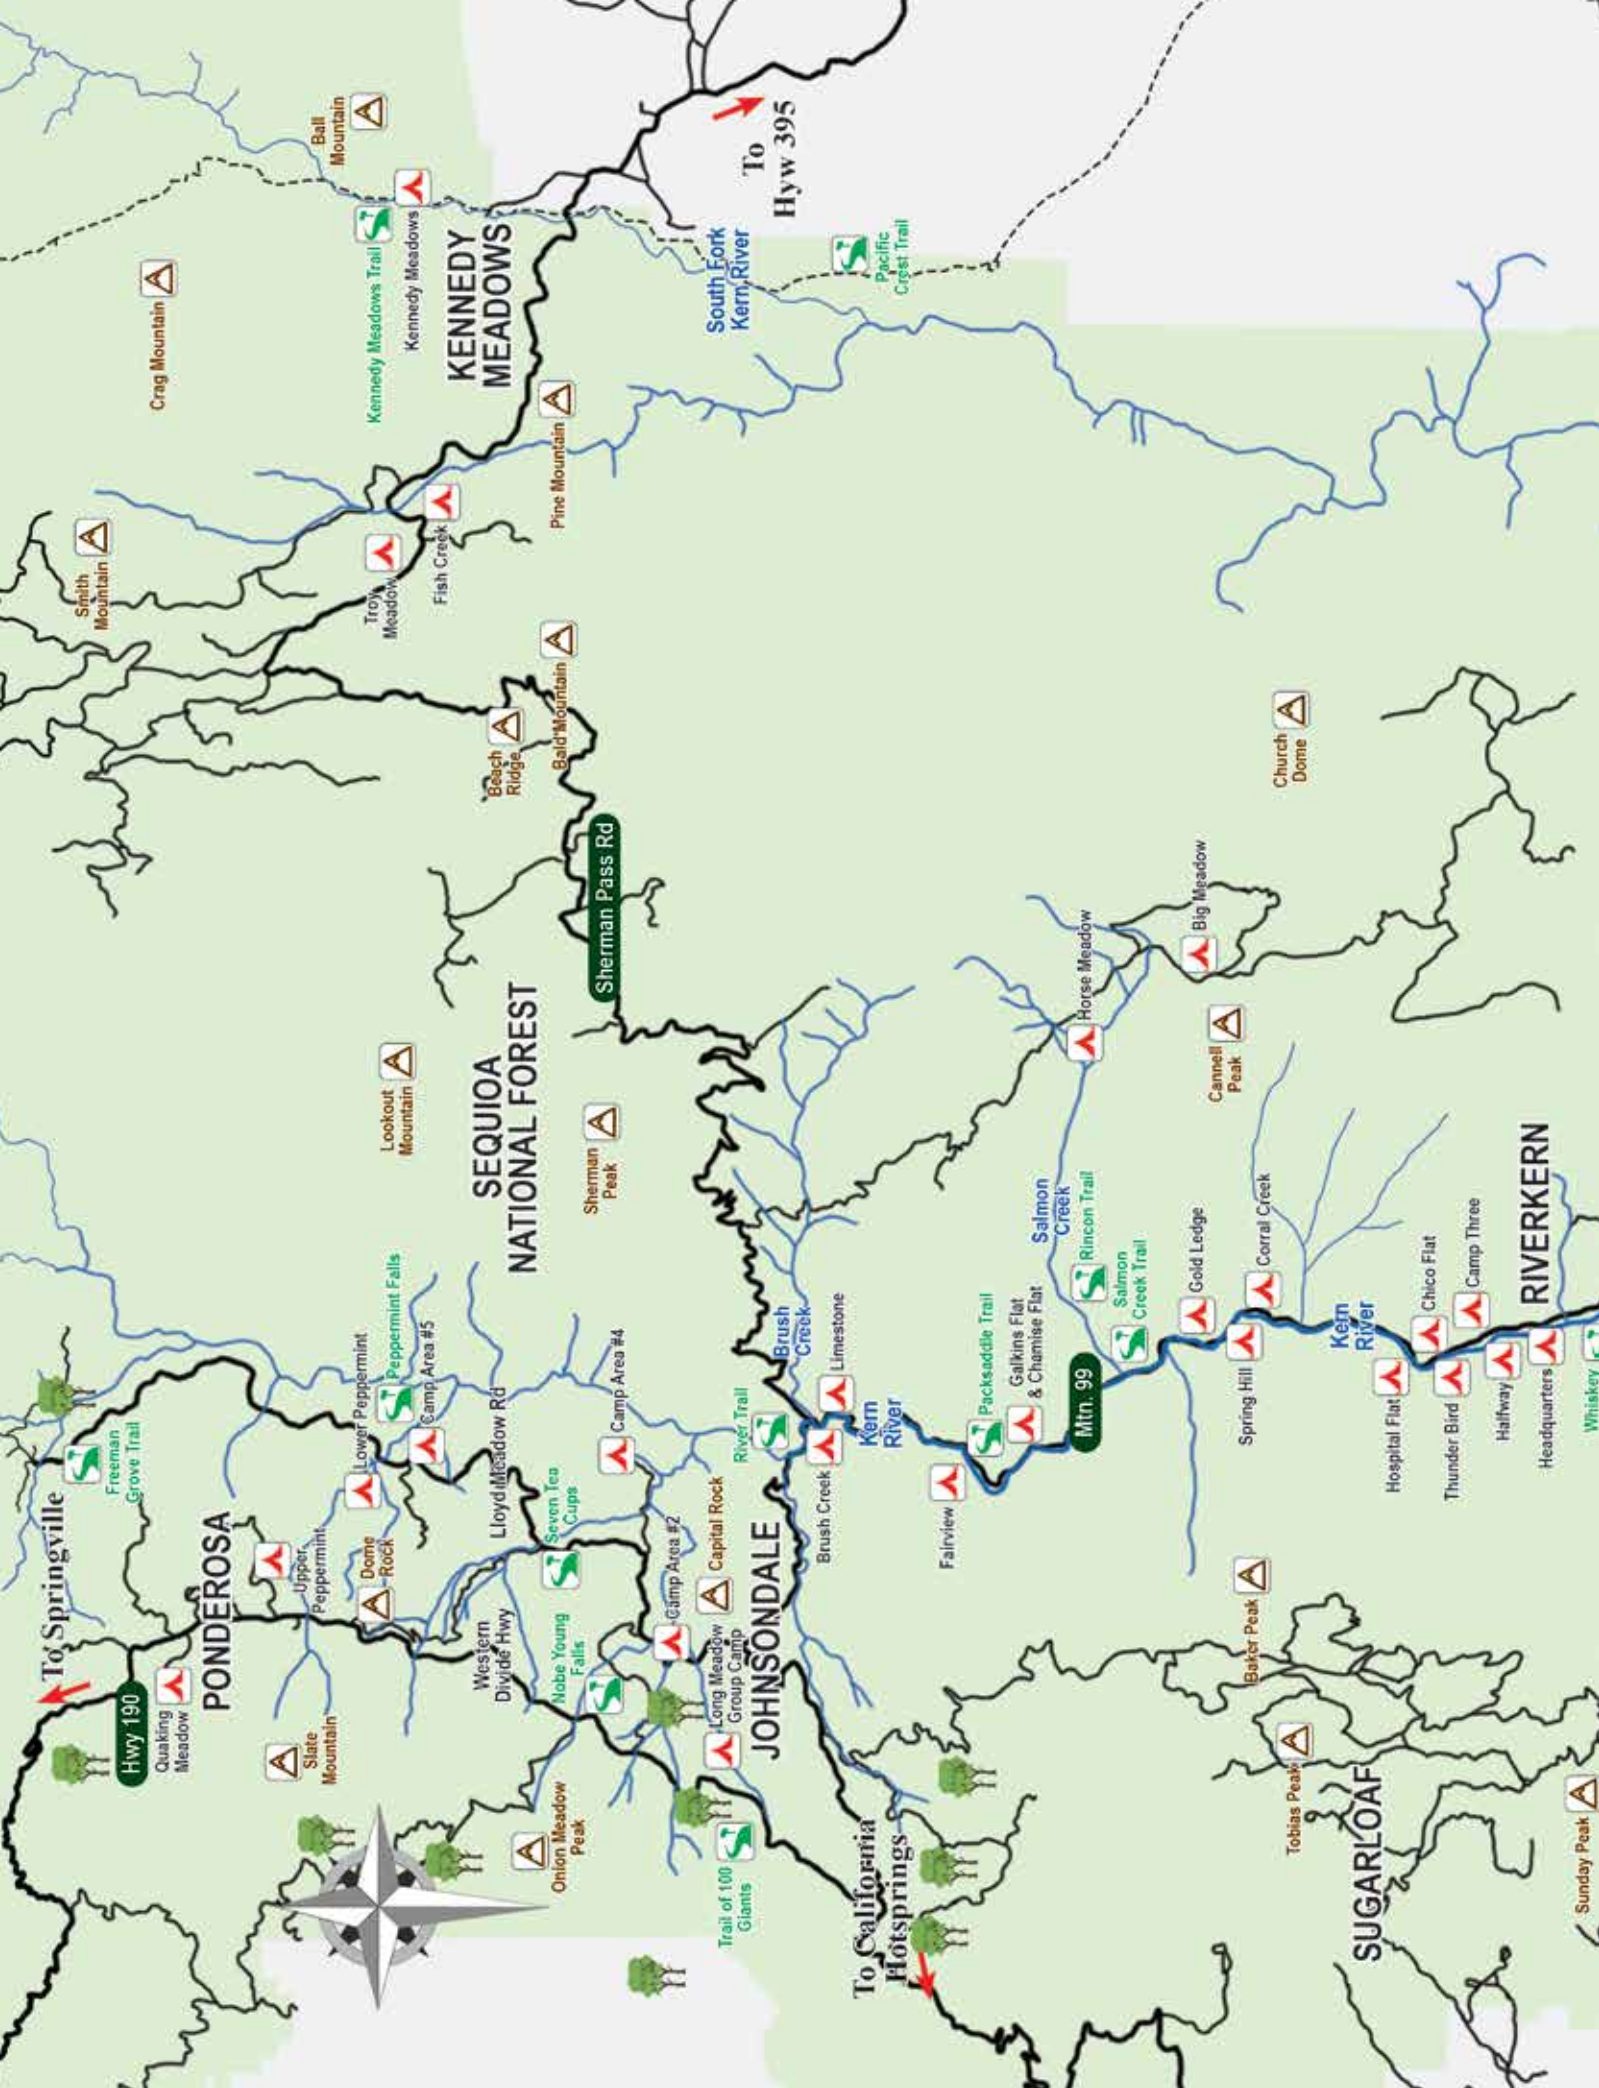 To Springville
Hwy 190
Quaking
Meadow
Freeman
Grove Trail
Smith
Mountain
Crag Mountain
PONDEROSA
Slate
Mountain
Upper
Peppermint
Lower Peppermint
Dome
Rock
Peppermint Falls
Camp Area #5
Lookout
Mountain
Troy
Meadow
Fish Creek
Ball
Mountain
Kennedy Meadows Trail
Kennedy Meadows
KENNEDY
MEADOWS
Western
Divide Hwy
Lloyd Meadow Rd
SEQUOIA
NATIONAL FOREST
Beach
Ridge
Bald Mountain
Pine Mountain
Onion Meadow
Peak
Nobe Young
Falls
Seven Tea
Cups
Camp Area #4
Sherman
Peak
Sherman Pass Rd
Camp Area #2
Capital Rock
Long Meadow
Group Camp
Trail of 100
Giants
JOHNSONDALE
River Trail
Brush
Creek
South Fork
Kern River
To
Hyw 395
Pacific
Crest Trail
Brush Creek
Limestone
Kern
River
To California
Hotsprings
Fairview
Packsaddle Trail
Galkins Flat
& Chamise Flat
Mtn. 99
Salmon
Creek
Rincon Trail
Horse Meadow
Salmon
Creek Trail
Gold Ledge
Big Meadow
Cannell
Peak
Church
Dome
Spring Hill
Corral Creek
Baker Peak
Tobias Peak
Kern
River
SUGARLOAF
Hospital Flat
Chico Flat
Thunder Bird
Camp Three
Halfway
Headquarters
RIVERKERN
Sunday Peak
Whiskey